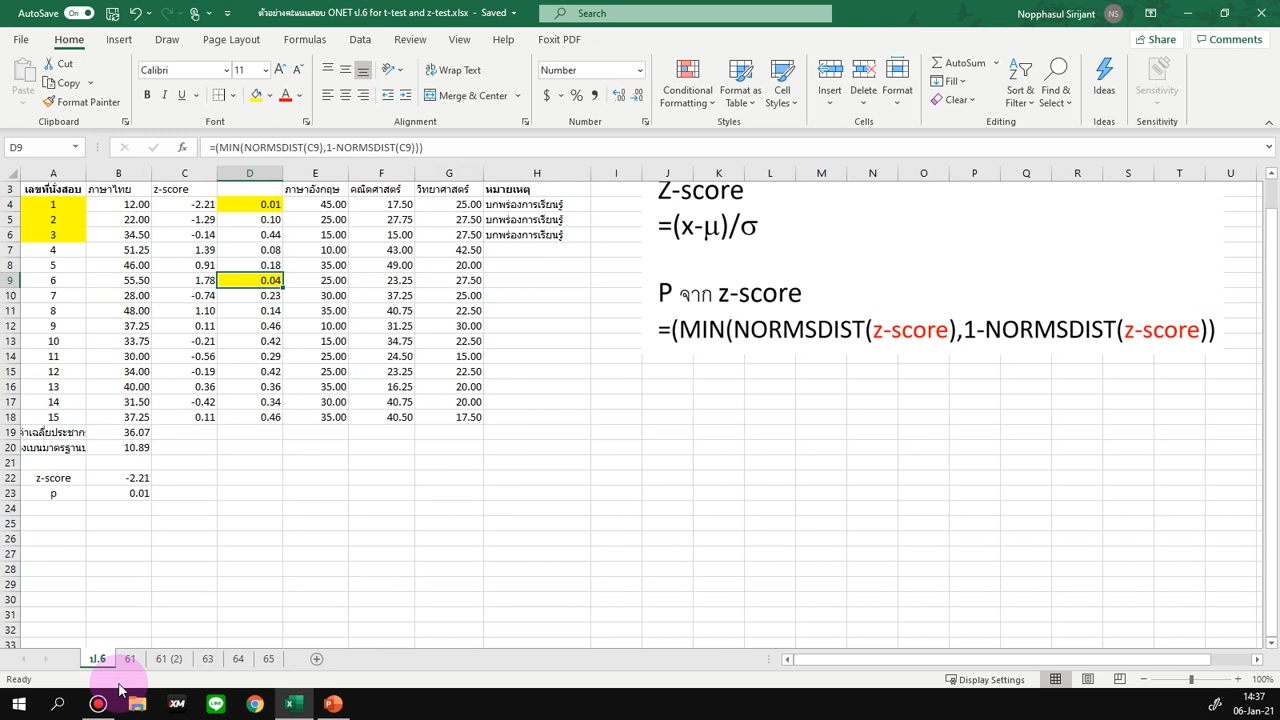 AutoSave On ตัวอย่างคะแนนสอบ ONET ป.6 for t-test and z-test.xlsx - Saved Search Nopphasul Sirijant NS
File Home Insert Draw Page Layout Formulas Data Review View Help Foxit PDF Share Comments
Paste Cut Copy Format Painter Calibri 11 Wrap Text Merge & Center Number Conditional Formatting Format as Table Cell Styles Insert Delete Format AutoSum Fill Clear Sort & Filter Find & Select Ideas Sensitivity
Clipboard Font Alignment Number Styles Cells Editing Ideas Sensitivity
D9 =(MIN(NORMSDIST(C9),1-NORMSDIST(C9)))
A B C D E F G H I J K L M N O P Q R S T U
3 เลขที่นั่งสอบ ภาษาไทย z-score ภาษาอังกฤษ คณิตศาสตร์ วิทยาศาสตร์ หมายเหตุ
4 1 12.00 -2.21 0.01 45.00 17.50 25.00 บกพร่องการเรียนรู้
5 2 22.00 -1.29 0.10 25.00 27.75 27.50 บกพร่องการเรียนรู้
6 3 34.50 -0.14 0.44 15.00 15.00 27.50 บกพร่องการเรียนรู้
7 4 51.25 1.39 0.08 10.00 43.00 42.50
8 5 46.00 0.91 0.18 35.00 49.00 20.00
9 6 55.50 1.78 0.04 25.00 23.25 27.50
10 7 28.00 -0.74 0.23 30.00 37.25 25.00
11 8 48.00 1.10 0.14 35.00 40.75 22.50
12 9 37.25 0.11 0.46 10.00 31.25 30.00
13 10 33.75 -0.21 0.42 15.00 34.75 22.50
14 11 30.00 -0.56 0.29 25.00 24.50 15.00
15 12 34.00 -0.19 0.42 25.00 23.25 22.50
16 13 40.00 0.36 0.36 35.00 16.25 20.00
17 14 31.50 -0.42 0.34 30.00 40.75 20.00
18 15 37.25 0.11 0.46 35.00 40.50 17.50
19 ค่าเฉลี่ยประชาก 36.07
20 งเบนมาตรฐานป 10.89
21
22 z-score -2.21
23 p 0.01
24
25
26
27
28
29
30
31
32
33
Z-score
=(x-μ)/σ
P จาก z-score
=(MIN(NORMSDIST(z-score),1-NORMSDIST(z-score))
ป.6 61 61 (2) 63 64 65
Ready Display Settings 100%
14:37
06-Jan-21